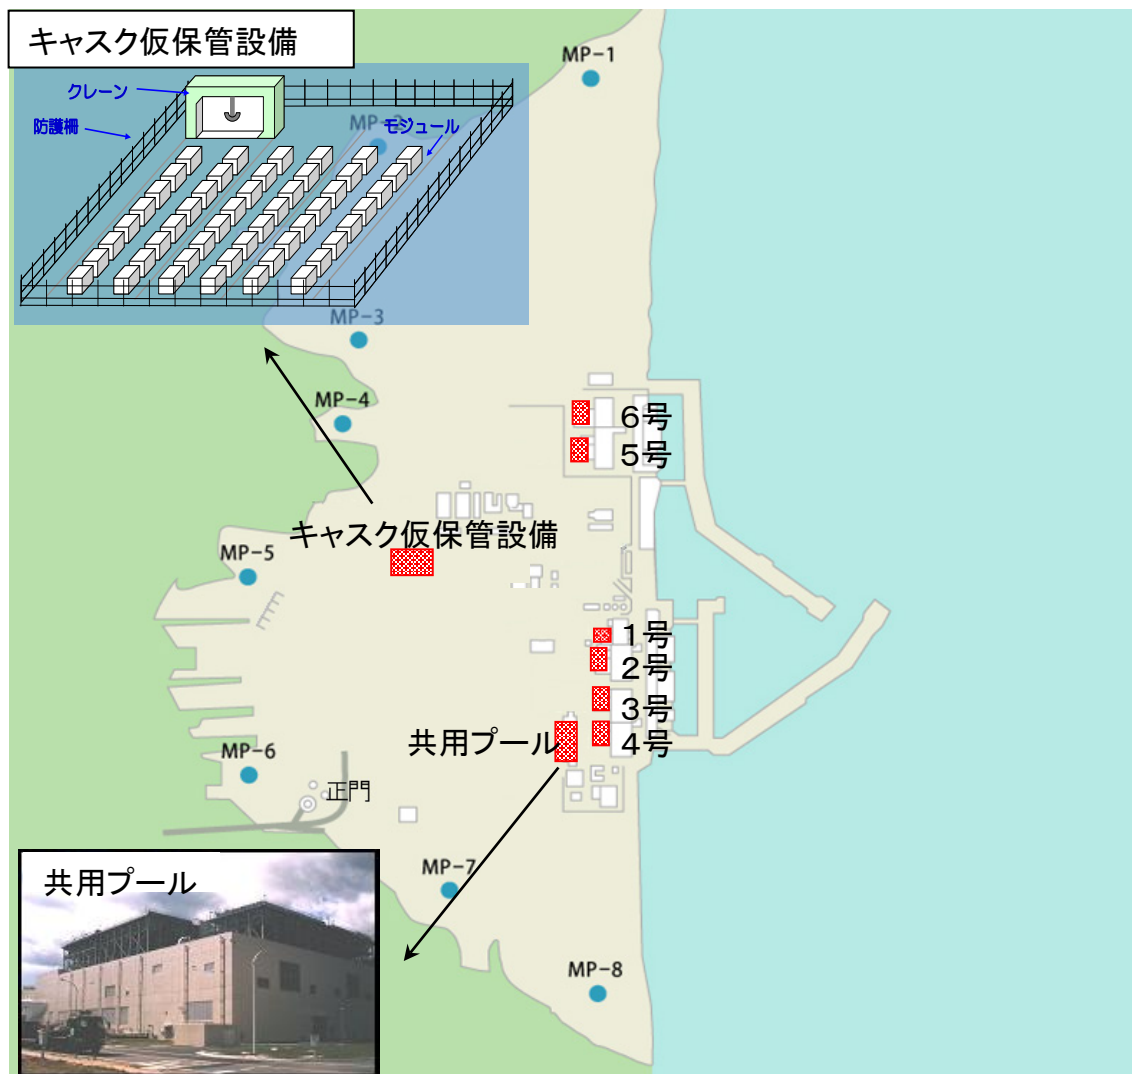 キャスク仮保管設備
クレーン
防護柵
モジュール
MP-1
MP-2
MP-3
MP-4
6号
5号
キャスク仮保管設備
MP-5
1号
2号
3号
共用プール
4号
MP-6
正門
MP-7
共用プール
MP-8